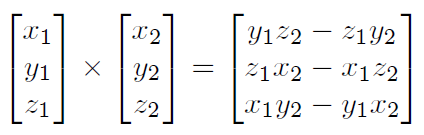 [x₁ y₁ z₁] × [x₂ y₂ z₂] = [y₁z₂ − z₁y₂ z₁x₂ − x₁z₂ x₁y₂ − y₁x₂]